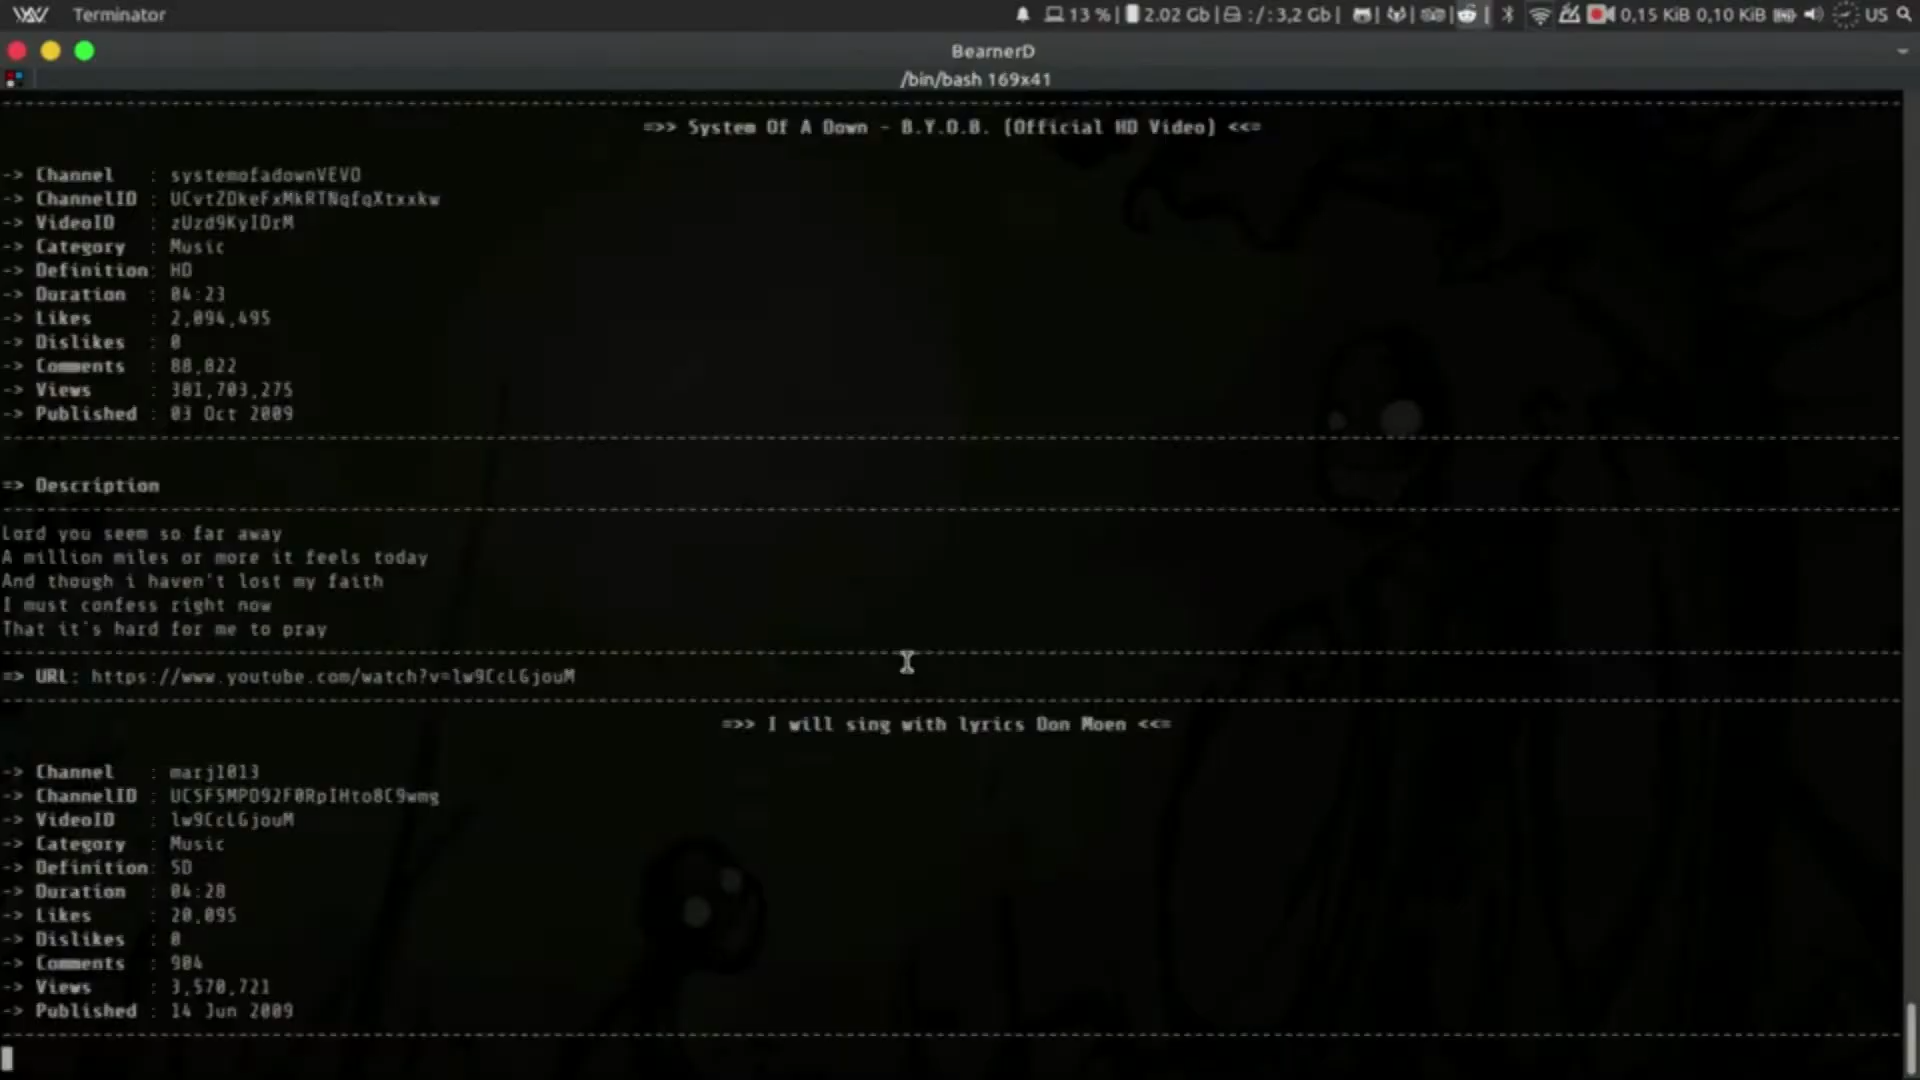 Terminator
13 % 2.02 Gb /: 3,2 Gb 0,15 KiB 0,10 KiB US
BearnerD
/bin/bash 169x41
=>> System Of A Down - B.Y.O.B. (Official HD Video) <<=
-> Channel : systemofadownVEVO
-> ChannelID : UCvtZDkeFxMkRTNqfqXtxxkw
-> VideoID : zUzd9KyIDrM
-> Category : Music
-> Definition: HD
-> Duration : 04:23
-> Likes : 2,094,495
-> Dislikes : 0
-> Comments : 88,022
-> Views : 381,703,275
-> Published : 03 Oct 2009
=> Description
Lord you seem so far away
A million miles or more it feels today
And though i haven't lost my faith
I must confess right now
That it's hard for me to pray
=> URL: https://www.youtube.com/watch?v=lw9CcLGjouM
=>> I will sing with lyrics Don Moen <<=
-> Channel : marj1013
-> ChannelID : UCSF5MPD92F0RpIHto8C9wmg
-> VideoID : lw9CcLGjouM
-> Category : Music
-> Definition: SD
-> Duration : 04:28
-> Likes : 20,095
-> Dislikes : 0
-> Comments : 904
-> Views : 3,570,721
-> Published : 14 Jun 2009